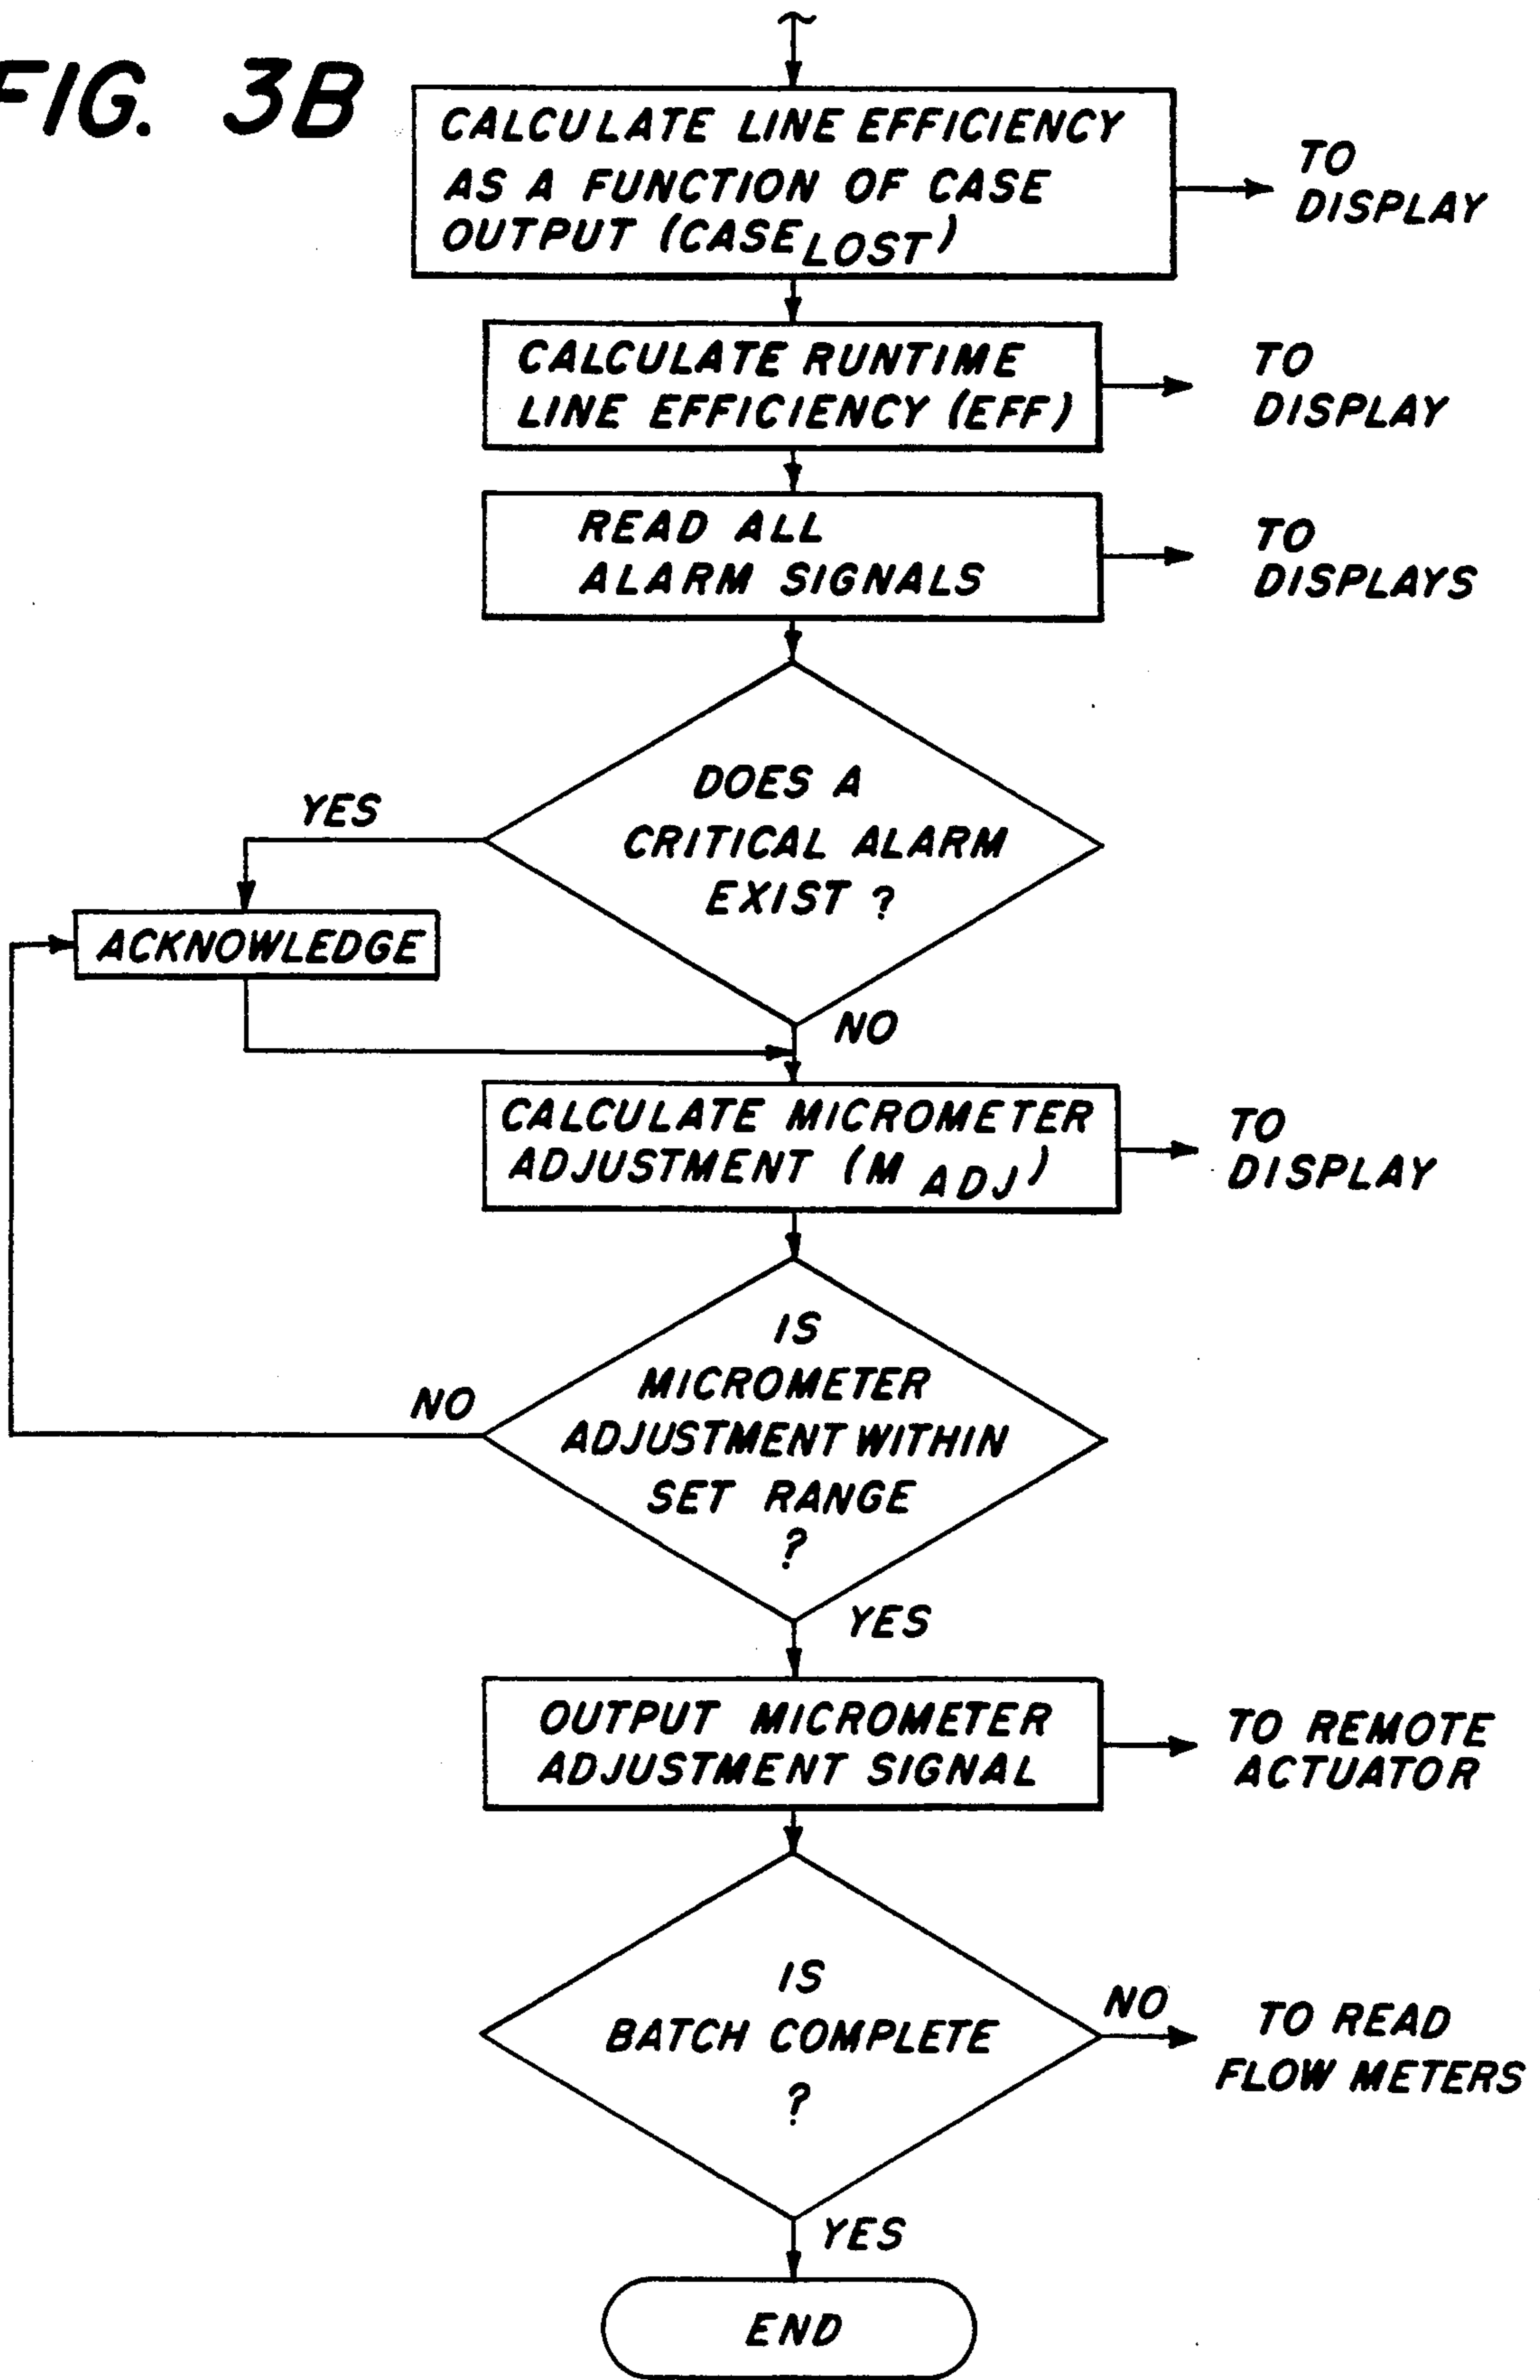 FIG. 3B
CALCULATE LINE EFFICIENCY
AS A FUNCTION OF CASE
OUTPUT (CASE LOST)
TO
DISPLAY
CALCULATE RUNTIME
LINE EFFICIENCY (EFF)
TO
DISPLAY
READ ALL
ALARM SIGNALS
TO
DISPLAYS
DOES A
CRITICAL ALARM
EXIST ?
YES
ACKNOWLEDGE
NO
CALCULATE MICROMETER
ADJUSTMENT (M ADJ)
TO
DISPLAY
IS
MICROMETER
ADJUSTMENT WITHIN
SET RANGE
?
NO
YES
OUTPUT MICROMETER
ADJUSTMENT SIGNAL
TO REMOTE
ACTUATOR
IS
BATCH COMPLETE
?
NO
TO READ
FLOW METERS
YES
END